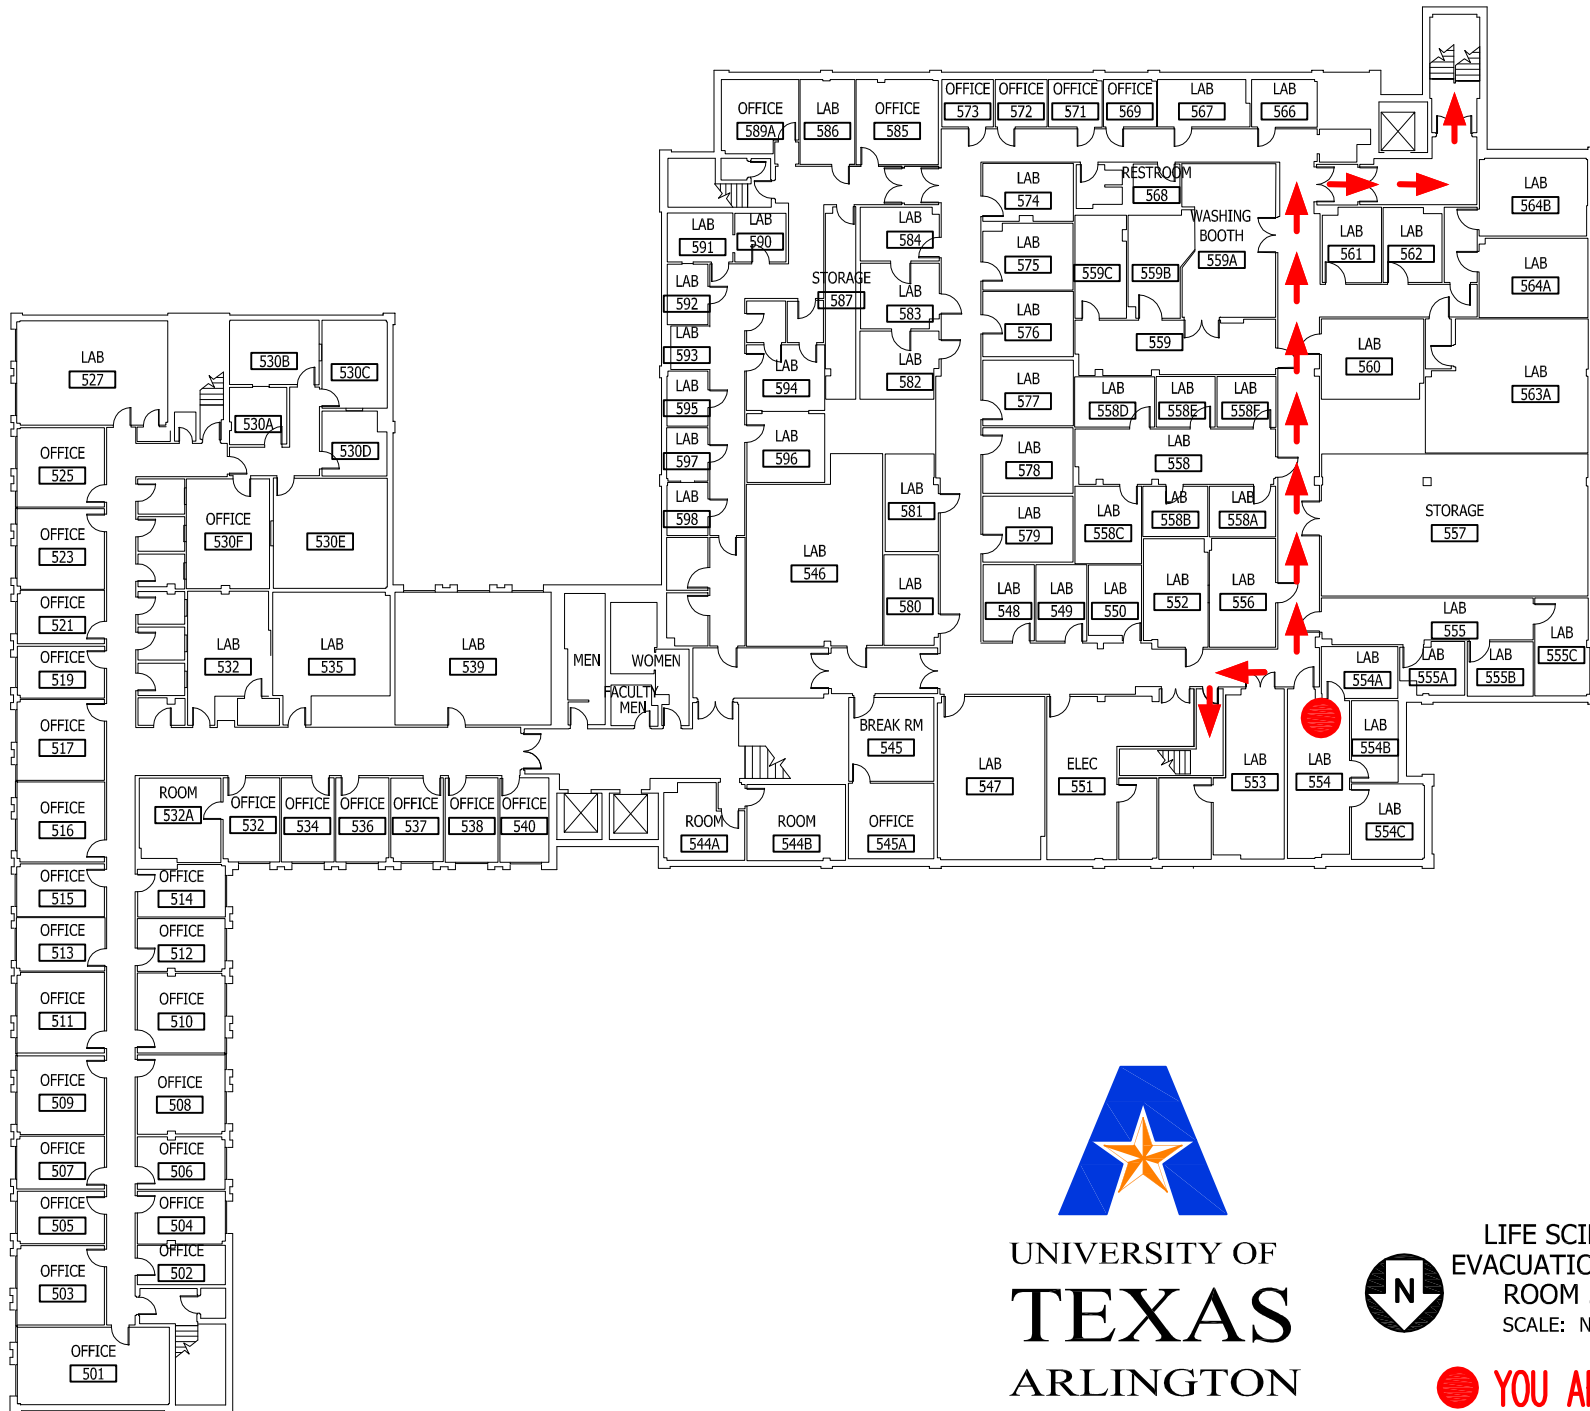 OFFICE
589A
LAB
586
OFFICE
585
OFFICE
573
OFFICE
572
OFFICE
571
OFFICE
569
LAB
567
LAB
566
LAB
574
RESTROOM
568
LAB
564B
LAB
591
LAB
590
LAB
584
WASHING
BOOTH
559A
LAB
561
LAB
562
LAB
575
559C
559B
LAB
564A
LAB
592
STORAGE
587
LAB
583
LAB
576
559
LAB
593
LAB
560
LAB
594
LAB
582
LAB
563A
LAB
527
530B
530C
530A
530D
LAB
595
LAB
577
LAB
558D
LAB
558E
LAB
558F
LAB
597
LAB
596
LAB
578
LAB
558
OFFICE
525
LAB
598
LAB
581
LAB
579
LAB
558C
LAB
558B
LAB
558A
STORAGE
557
OFFICE
523
OFFICE
530F
530E
LAB
546
LAB
580
LAB
548
LAB
549
LAB
550
LAB
552
LAB
556
OFFICE
521
LAB
555
LAB
555C
OFFICE
519
LAB
532
LAB
535
LAB
539
MEN
WOMEN
FACULTY
MEN
LAB
554A
LAB
555A
LAB
555B
OFFICE
517
BREAK RM
545
LAB
554B
LAB
547
ELEC
551
LAB
553
LAB
554
OFFICE
516
ROOM
532A
OFFICE
532
OFFICE
534
OFFICE
536
OFFICE
537
OFFICE
538
OFFICE
540
ROOM
544A
ROOM
544B
OFFICE
545A
LAB
554C
OFFICE
515
OFFICE
514
OFFICE
513
OFFICE
512
OFFICE
511
OFFICE
510
OFFICE
509
OFFICE
508
OFFICE
507
OFFICE
506
OFFICE
505
OFFICE
504
OFFICE
503
OFFICE
502
OFFICE
501
UNIVERSITY OF
TEXAS
ARLINGTON
N
LIFE SCI
EVACUATIO
ROOM
SCALE: N
YOU A